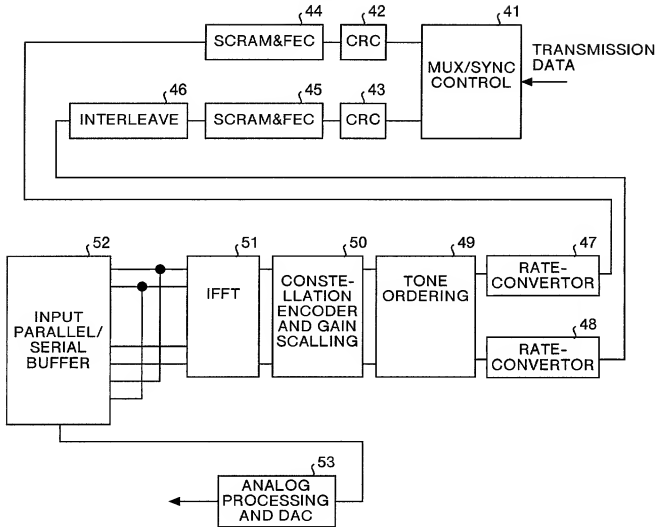 44
42
41
SCRAM&FEC
CRC
MUX/SYNC
CONTROL
TRANSMISSION
DATA
46
45
43
INTERLEAVE
SCRAM&FEC
CRC
52
51
50
49
47
INPUT
PARALLEL/
SERIAL
BUFFER
IFFT
CONSTE-
LLATION
ENCODER
AND GAIN
SCALLING
TONE
ORDERING
RATE-
CONVERTOR
48
RATE-
CONVERTOR
53
ANALOG
PROCESSING
AND DAC